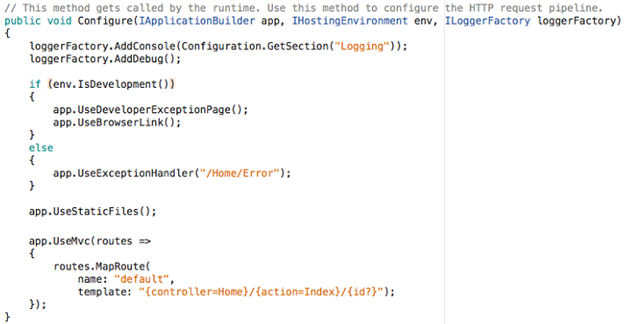 // This method gets called by the runtime. Use this method to configure the HTTP request pipeline.
public void Configure(IApplicationBuilder app, IHostingEnvironment env, ILoggerFactory loggerFactory)
{
    loggerFactory.AddConsole(Configuration.GetSection("Logging"));
    loggerFactory.AddDebug();

    if (env.IsDevelopment())
    {
        app.UseDeveloperExceptionPage();
        app.UseBrowserLink();
    }
    else
    {
        app.UseExceptionHandler("/Home/Error");
    }

    app.UseStaticFiles();

    app.UseMvc(routes =>
    {
        routes.MapRoute(
            name: "default",
            template: "{controller=Home}/{action=Index}/{id?}");
    });
}